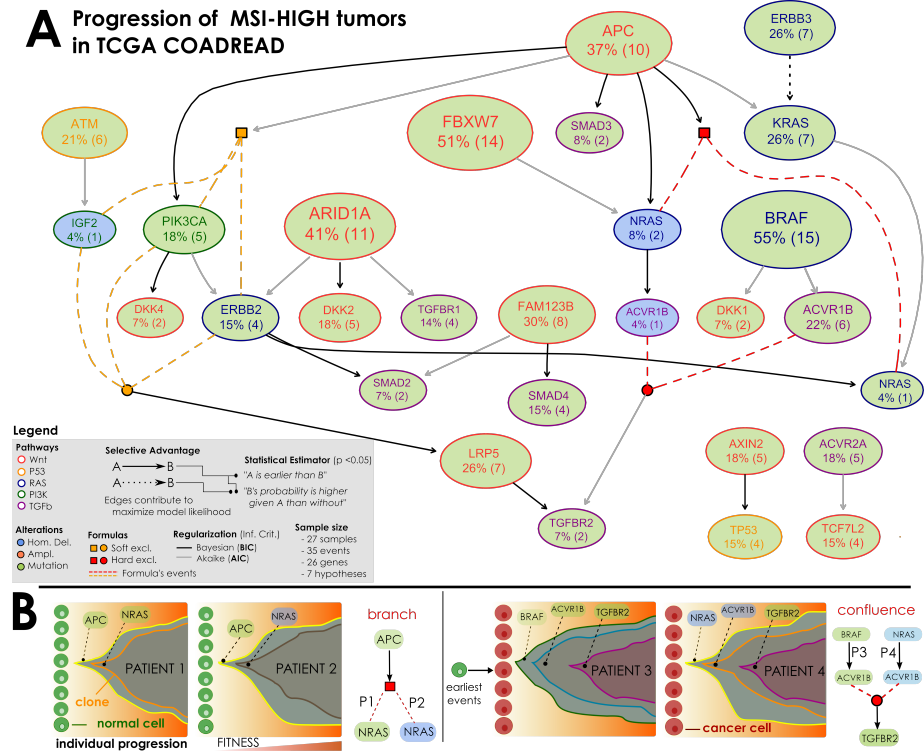 A Progression of MSI-HIGH tumors
in TCGA COADREAD
APC
37% (10)
ERBB3
26% (7)
ATM
21% (6)
FBXW7
51% (14)
SMAD3
8% (2)
KRAS
26% (7)
IGF2
4% (1)
PIK3CA
18% (5)
ARID1A
41% (11)
NRAS
8% (2)
BRAF
55% (15)
DKK4
7% (2)
ERBB2
15% (4)
DKK2
18% (5)
TGFBR1
14% (4)
FAM123B
30% (8)
ACVR1B
4% (1)
DKK1
7% (2)
ACVR1B
22% (6)
SMAD2
7% (2)
SMAD4
15% (4)
NRAS
4% (1)
LRP5
26% (7)
AXIN2
18% (5)
ACVR2A
18% (5)
TGFBR2
7% (2)
TP53
15% (4)
TCF7L2
15% (4)
Legend
Pathways
Wnt
P53
RAS
PI3K
TGFb
Selective Advantage
A B
A B
Edges contribute to
maximize model likelihood
Statistical Estimator (p <0.05)
"A is earlier than B"
"B's probability is higher
given A than without"
Alterations
Hom. Del.
Ampl.
Mutation
Formulas
Soft excl.
Hard excl.
Formula's events
Regularization (Inf. Crit.)
Bayesian (BIC)
Akaike (AIC)
Sample size
- 27 samples
- 35 events
- 26 genes
- 7 hypotheses
B
APC
NRAS
PATIENT 1
clone
normal cell
individual progression
APC
NRAS
PATIENT 2
FITNESS
branch
APC
P1 P2
NRAS NRAS
earliest
events
BRAF
ACVR1B
TGFBR2
PATIENT 3
NRAS
ACVR1B
TGFBR2
PATIENT 4
cancer cell
confluence
BRAF NRAS
P3 P4
ACVR1B ACVR1B
TGFBR2